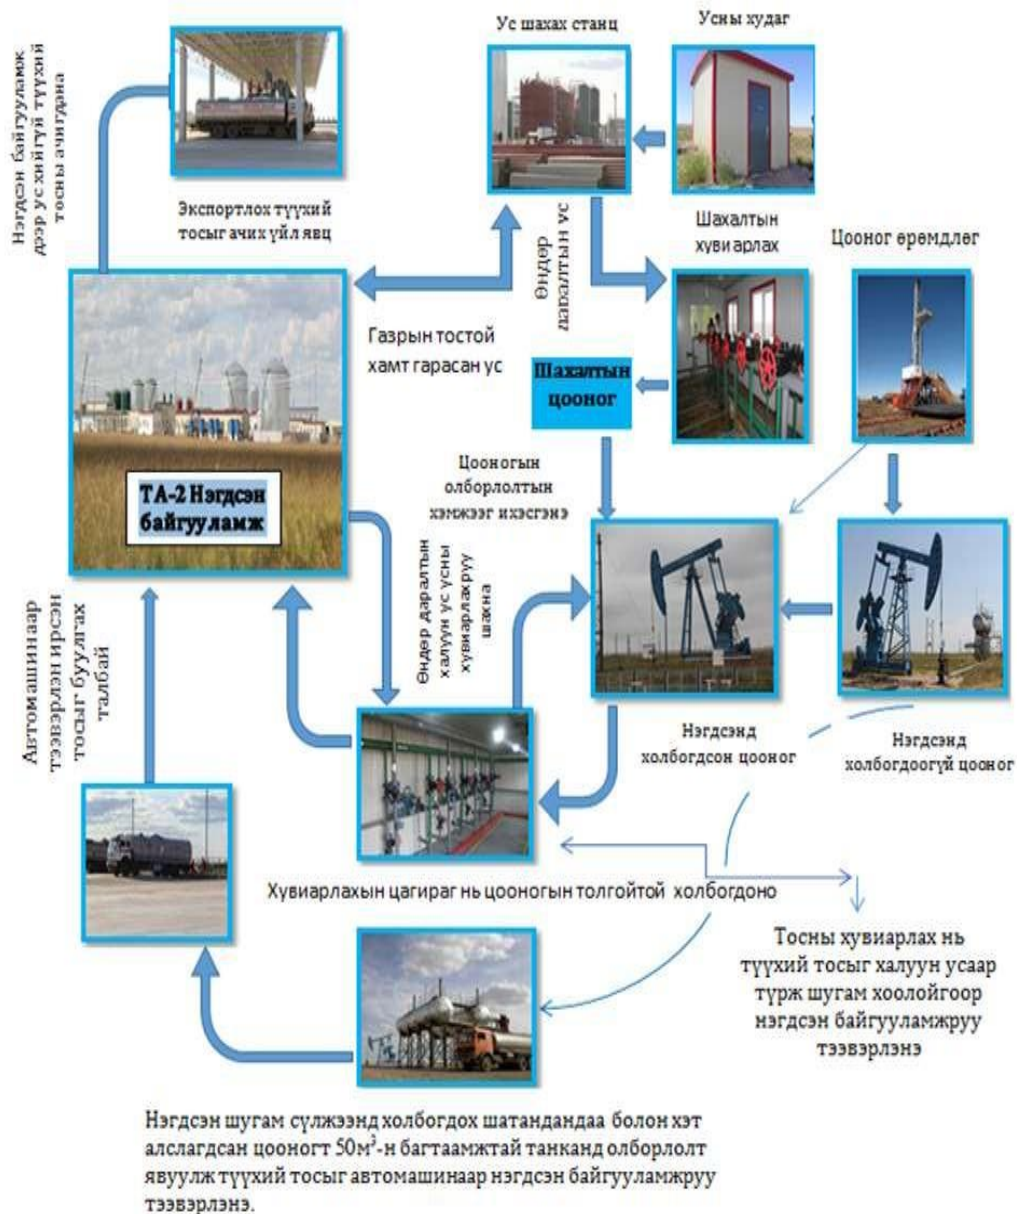 Ус шахах станц
Усны худаг
Нэгдсэн байгууламж
дээр ус хийгүй түүхий
тосны ачигдана
Экспортлох түүхий
тосыг ачих үйл явц
Өндөр
даралтын ус
Шахалтын
хувиарлах
Цооног өрөмдлөг
Газрын тостой
хамт гарасан ус
Шахалтын
цооног
ТА-2 Нэгдсэн
байгууламж
Цооногын
олборлолтын
хэмжээг ихэсгэнэ
Өндөр даралтын
халуун ус усны
хувиарлахруу
шахна
Автомашинаар
тээвэрлэн ирсэн
тосыг буулгах
талбай
Нэгдсэнд
холбогдсон цооног
Нэгдсэнд
холбогдоогүй цооног
Хувиарлахын цагираг нь цооногын толгойтой холбогдоно
Тосны хувиарлах нь
түүхий тосыг халуун усаар
түрж шугам хоолойгоор
нэгдсэн байгууламжруу
тээвэрлэнэ
Нэгдсэн шугам сүлжээнд холбогдох шатандандаа болон хэт
алслагдсан цооногт 50м³-н багтаамжтай танканд олборлолт
явуулж түүхий тосыг автомашинаар нэгдсэн байгууламжруу
тээвэрлэнэ.